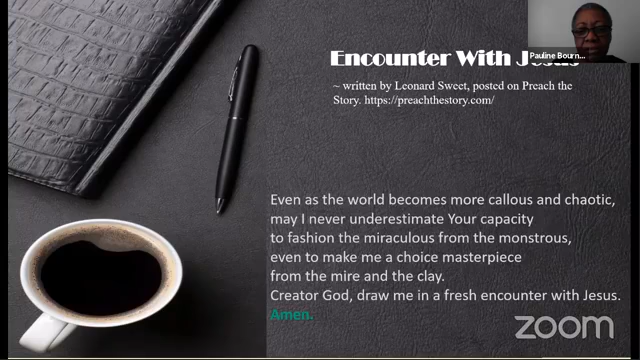 Pauline Bourn...
Encounter With Jesus
~ written by Leonard Sweet, posted on Preach the
Story. https://preachthestory.com/
Even as the world becomes more callous and chaotic,
may I never underestimate Your capacity
to fashion the miraculous from the monstrous,
even to make me a choice masterpiece
from the mire and the clay.
Creator God, draw me in a fresh encounter with Jesus.
Amen.
zoom